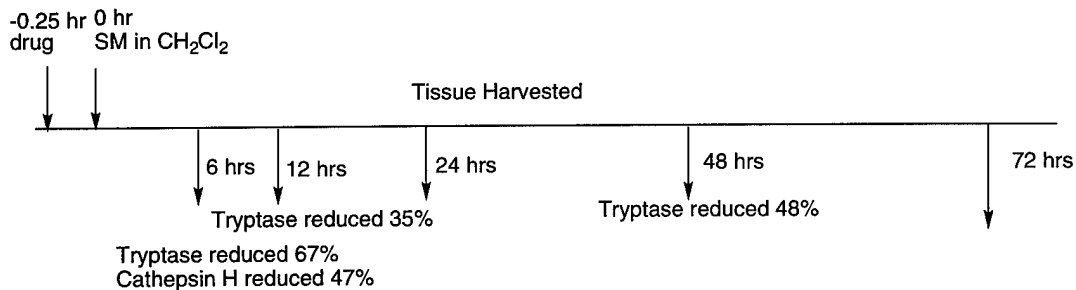 -0.25 hr 0 hr
drug SM in CH₂Cl₂
Tissue Harvested
6 hrs 12 hrs 24 hrs 48 hrs 72 hrs
Tryptase reduced 35% Tryptase reduced 48%
Tryptase reduced 67%
Cathepsin H reduced 47%